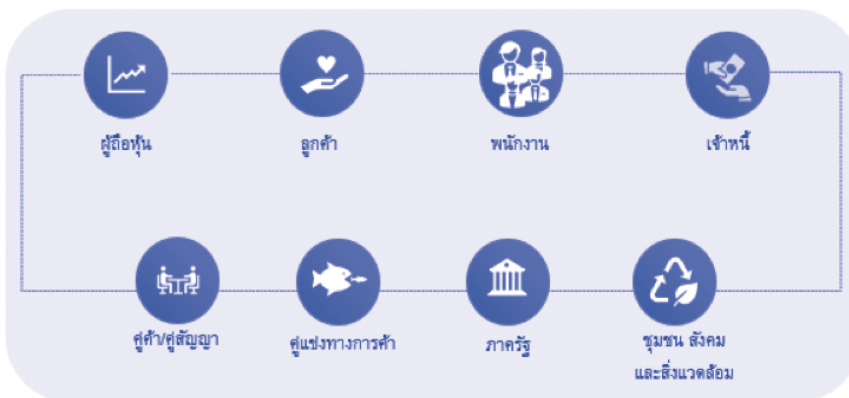 ผู้ถือหุ้น
ลูกค้า
พนักงาน
เจ้าหนี้
คู่ค้า/คู่สัญญา
คู่แข่งทางการค้า
ภาครัฐ
ชุมชน สังคม
และสิ่งแวดล้อม